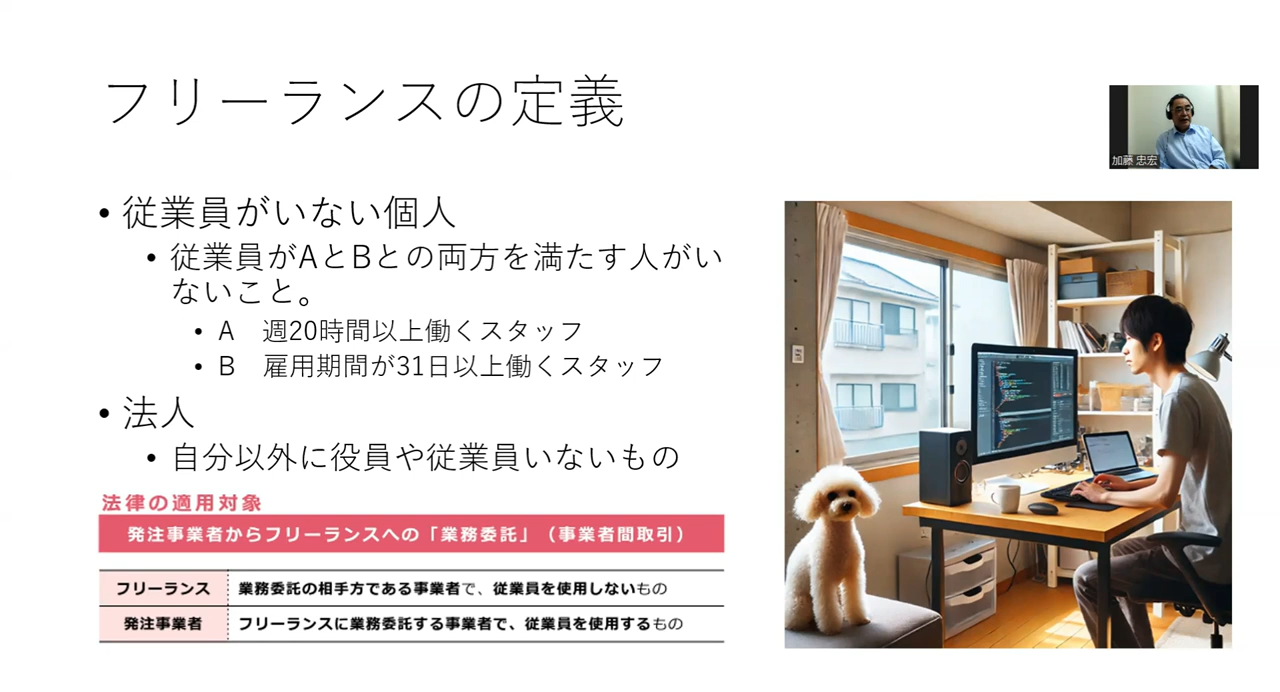 フリーランスの定義
加藤 忠宏
• 従業員がいない個人
• 従業員がAとBとの両方を満たす人がい
ないこと。
• A 週20時間以上働くスタッフ
• B 雇用期間が31日以上働くスタッフ
• 法人
• 自分以外に役員や従業員いないもの
法律の適用対象
発注事業者からフリーランスへの「業務委託」（事業者間取引）
フリーランス 業務委託の相手方である事業者で、従業員を使用しないもの
発注事業者 フリーランスに業務委託する事業者で、従業員を使用するもの